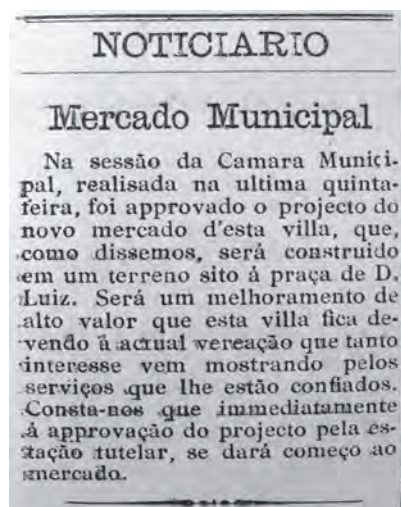 NOTICIARIO
Mercado Municipal
Na sessão da Camara Munici-
pal, realisada na ultima quinta-
feira, foi approvado o projecto do
novo mercado d'esta villa, que,
como dissemos, será construido
em um terreno sito á praça de D.
Luiz. Será um melhoramento de
alto valor que esta villa fica de-
vendo á actual vereação que tanto
interesse vem mostrando pelos
serviços que lhe estão confiados.
Consta-nos que immediatamente
á approvação do projecto pela es-
tação tutelar, se dará começo ao
mercado.